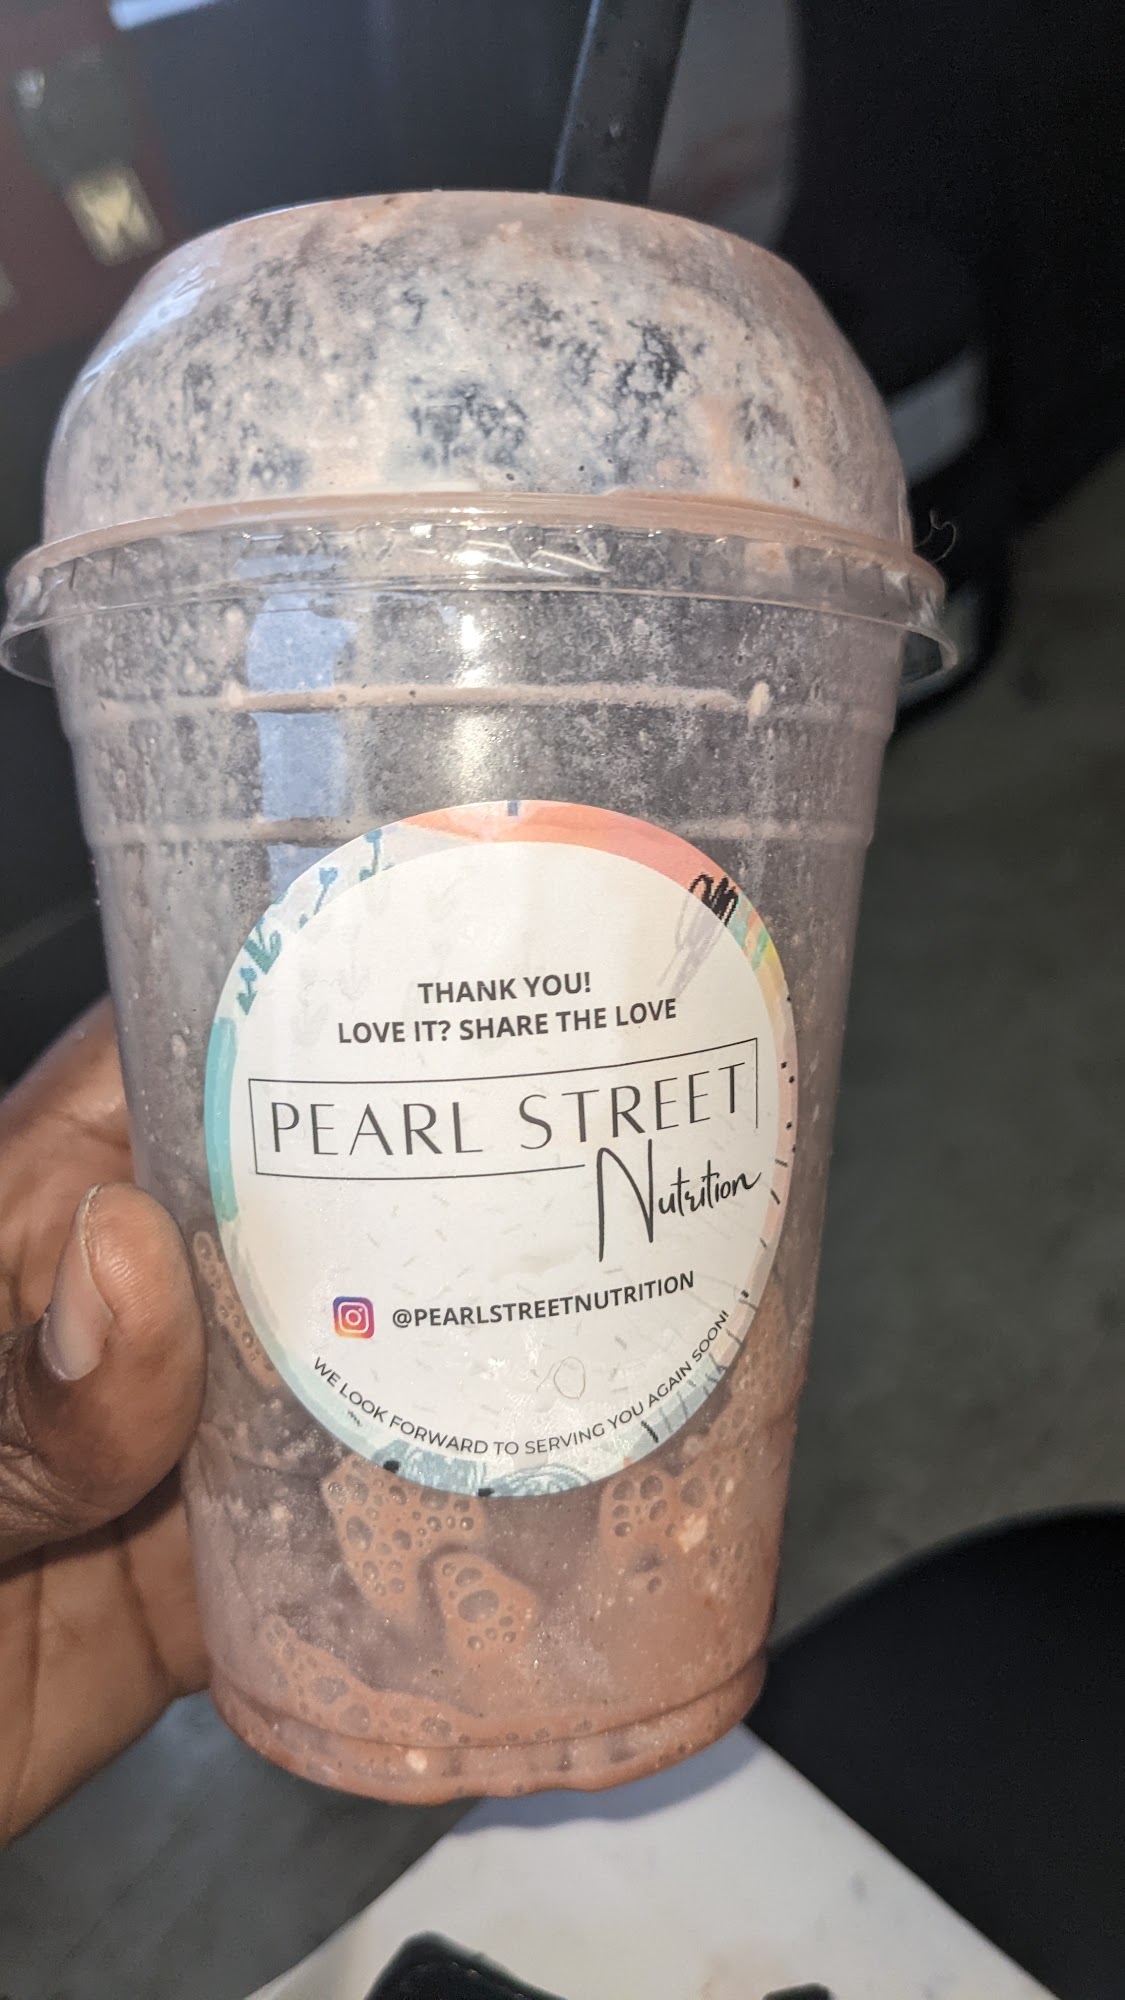 THANK YOU!
LOVE IT? SHARE THE LOVE
PEARL STREET
Nutrition
@PEARLSTREETNUTRITION
WE LOOK FORWARD TO SERVING YOU AGAIN SOON!